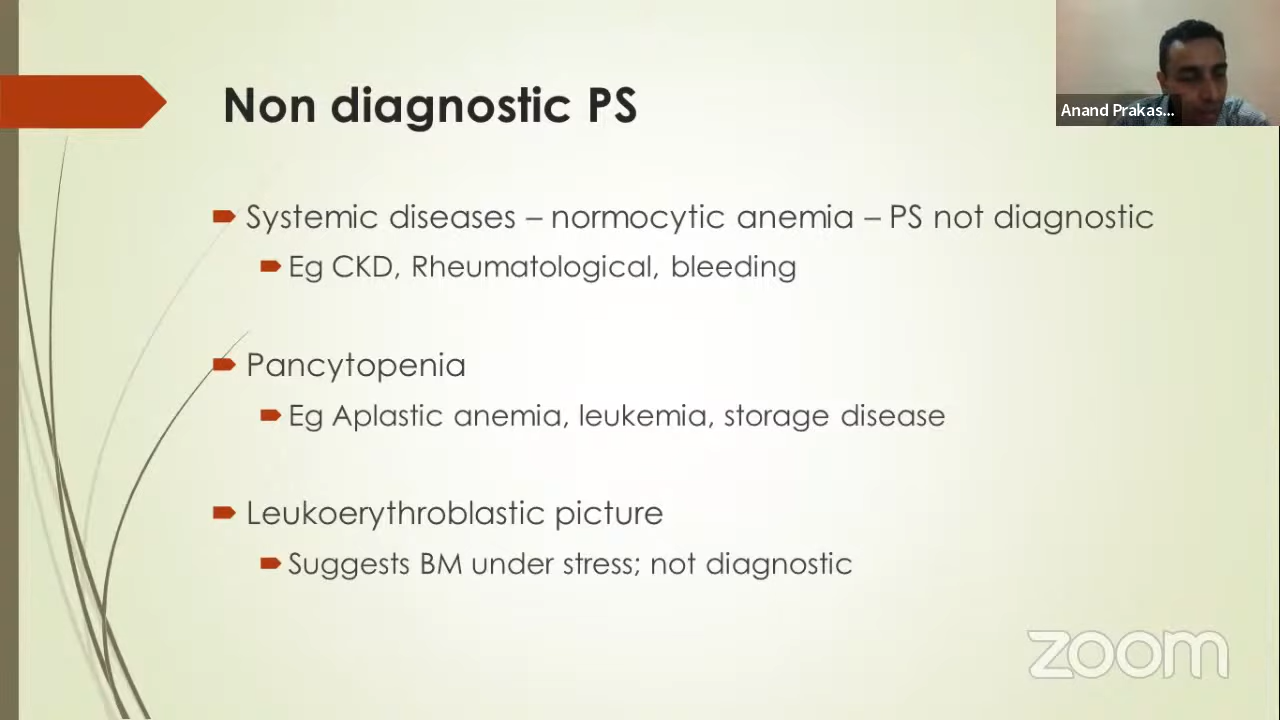 Non diagnostic PS
Anand Prakas...
Systemic diseases – normocytic anemia – PS not diagnostic
Eg CKD, Rheumatological, bleeding
Pancytopenia
Eg Aplastic anemia, leukemia, storage disease
Leukoerythroblastic picture
Suggests BM under stress; not diagnostic
zoom